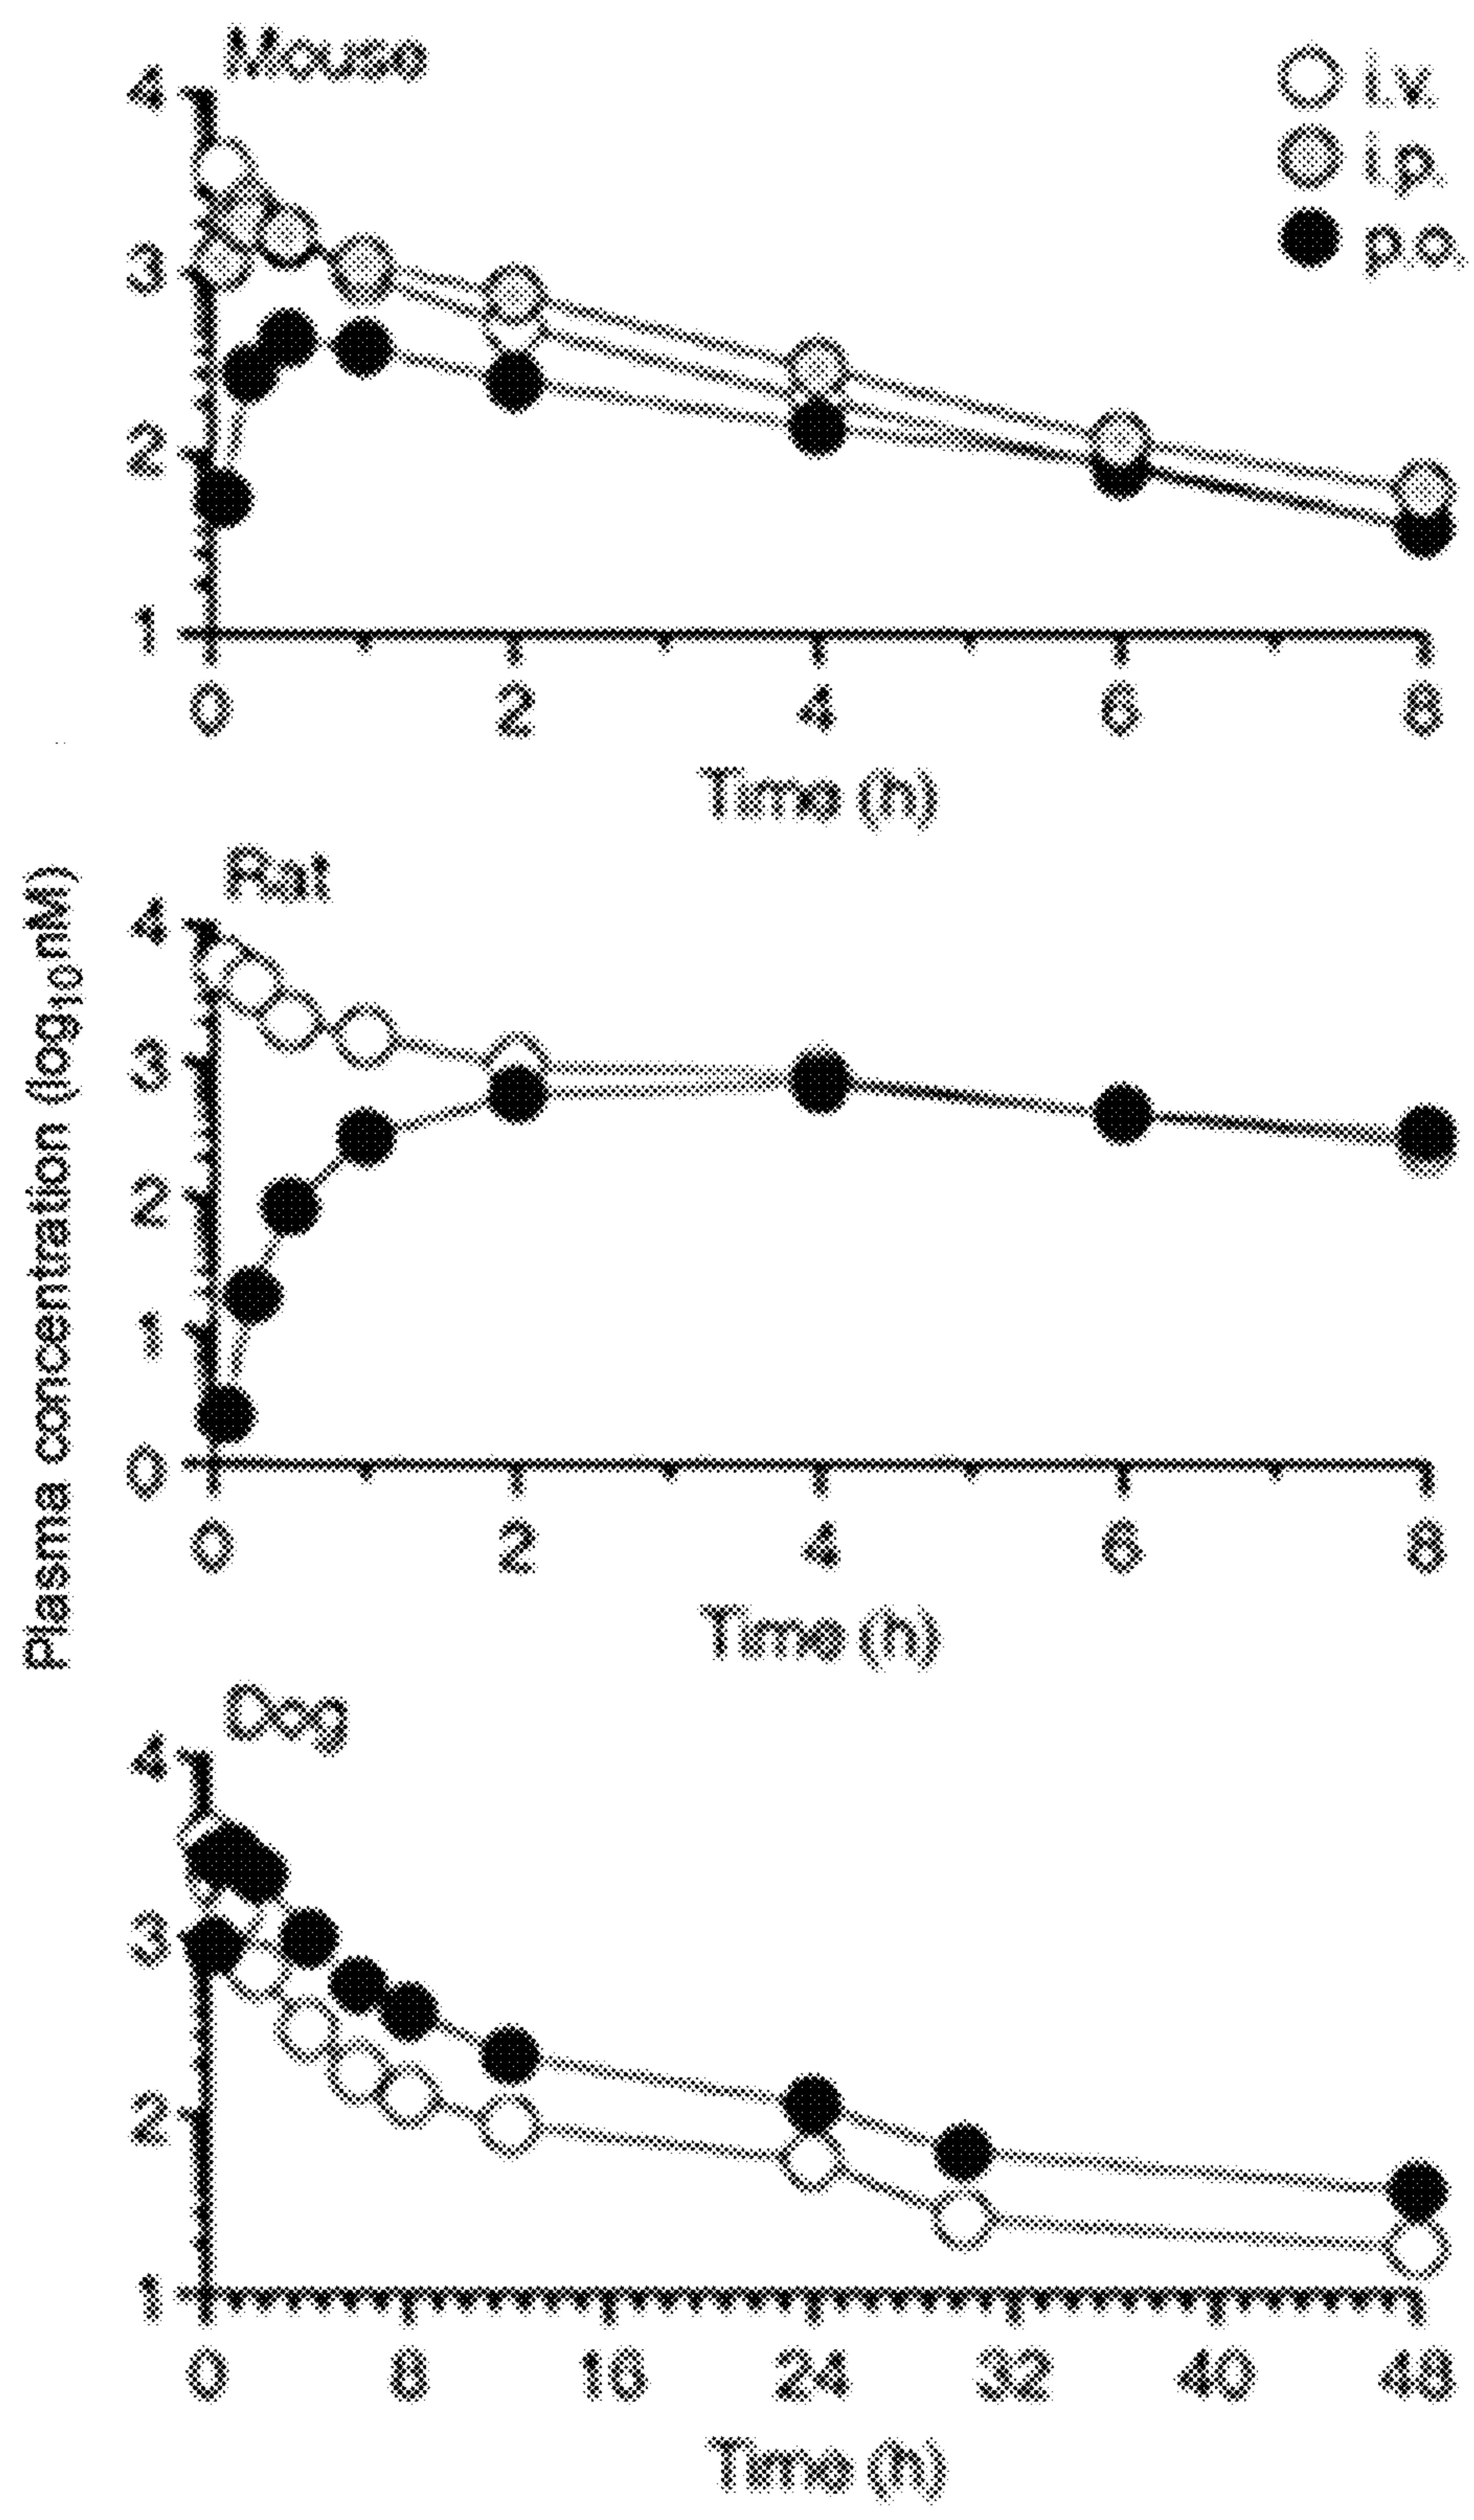 Mouse
i.v.
i.p.
p.o.
4
3
2
1
0 2 4 6 8
Time (h)
Plasma concentration (log10nM)
Rat
4
3
2
1
0
0 2 4 6 8
Time (h)
Dog
4
3
2
1
0 8 16 24 32 40 48
Time (h)